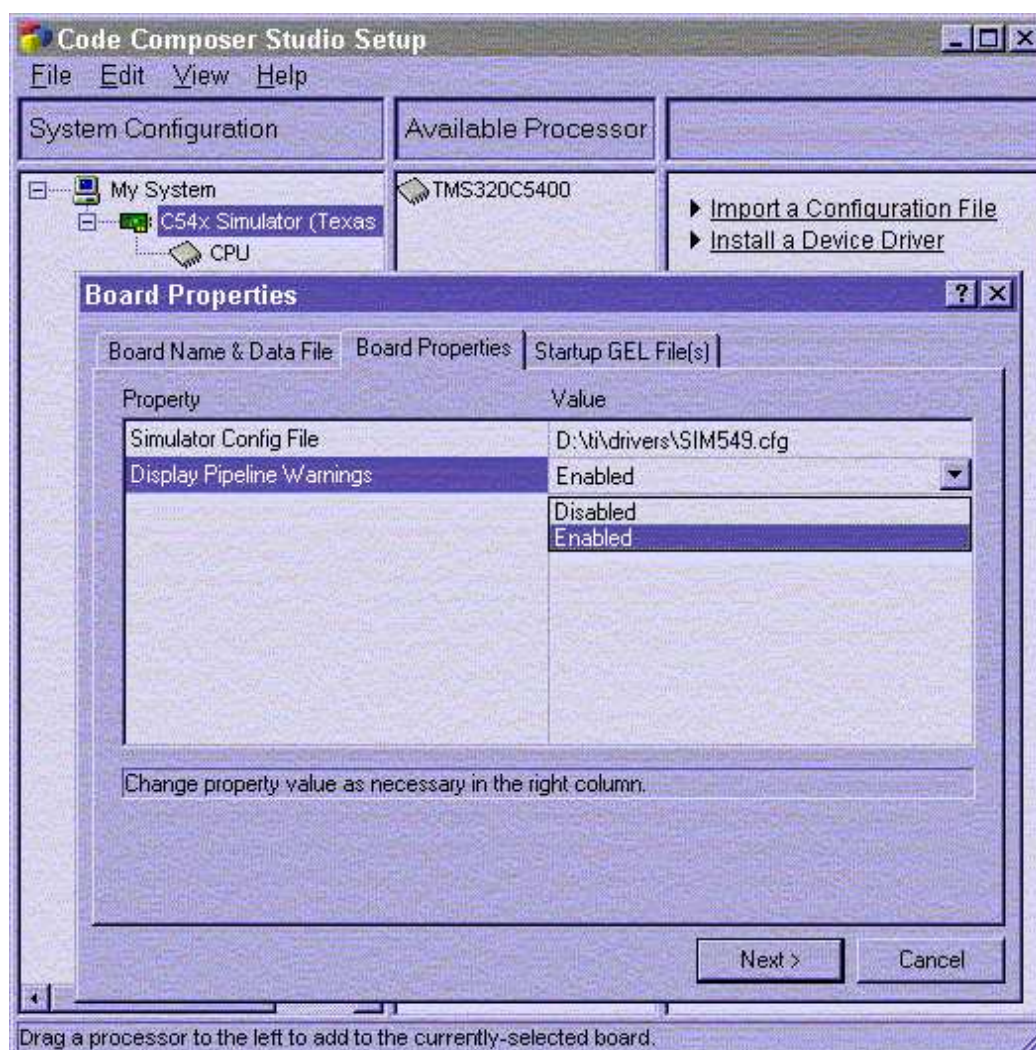 Code Composer Studio Setup
File Edit View Help
System Configuration
Available Processor
My System
C54x Simulator (Texas
CPU
TMS320C5400
Import a Configuration File
Install a Device Driver
Board Properties
Board Name & Data File
Board Properties
Startup GEL File(s)
Property
Value
Simulator Config File
D:\ti\drivers\SIM549.cfg
Display Pipeline Warnings
Enabled
Disabled
Enabled
Change property value as necessary in the right column.
Next >
Cancel
Drag a processor to the left to add to the currently-selected board.